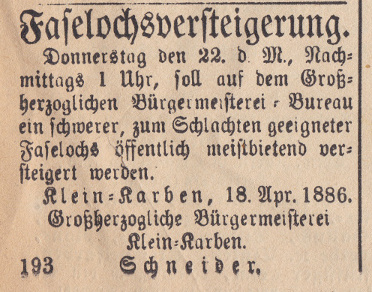 Faselochsversteigerung.
Donnerstag den 22. d. M., Nach-
mittags 1 Uhr, soll auf dem Groß-
herzoglichen Bürgermeisterei-Bureau
ein schwerer, zum Schlachten geeigneter
Faselochs öffentlich meistbietend ver-
steigert werden.
Klein-Karben, 18. Apr. 1886.
Großherzogliche Bürgermeisterei
Klein-Karben.
193 Schneider.